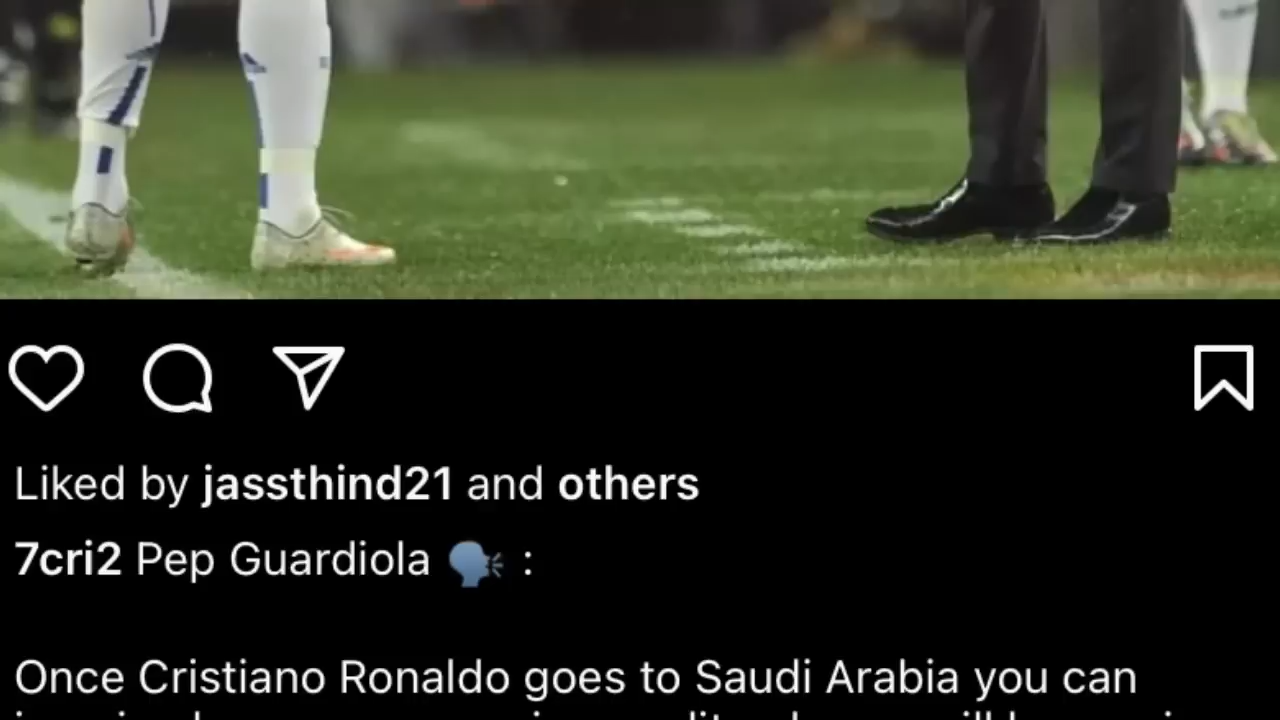 Liked by jassthind21 and others
7cri2 Pep Guardiola 🗣️ :
Once Cristiano Ronaldo goes to Saudi Arabia you can